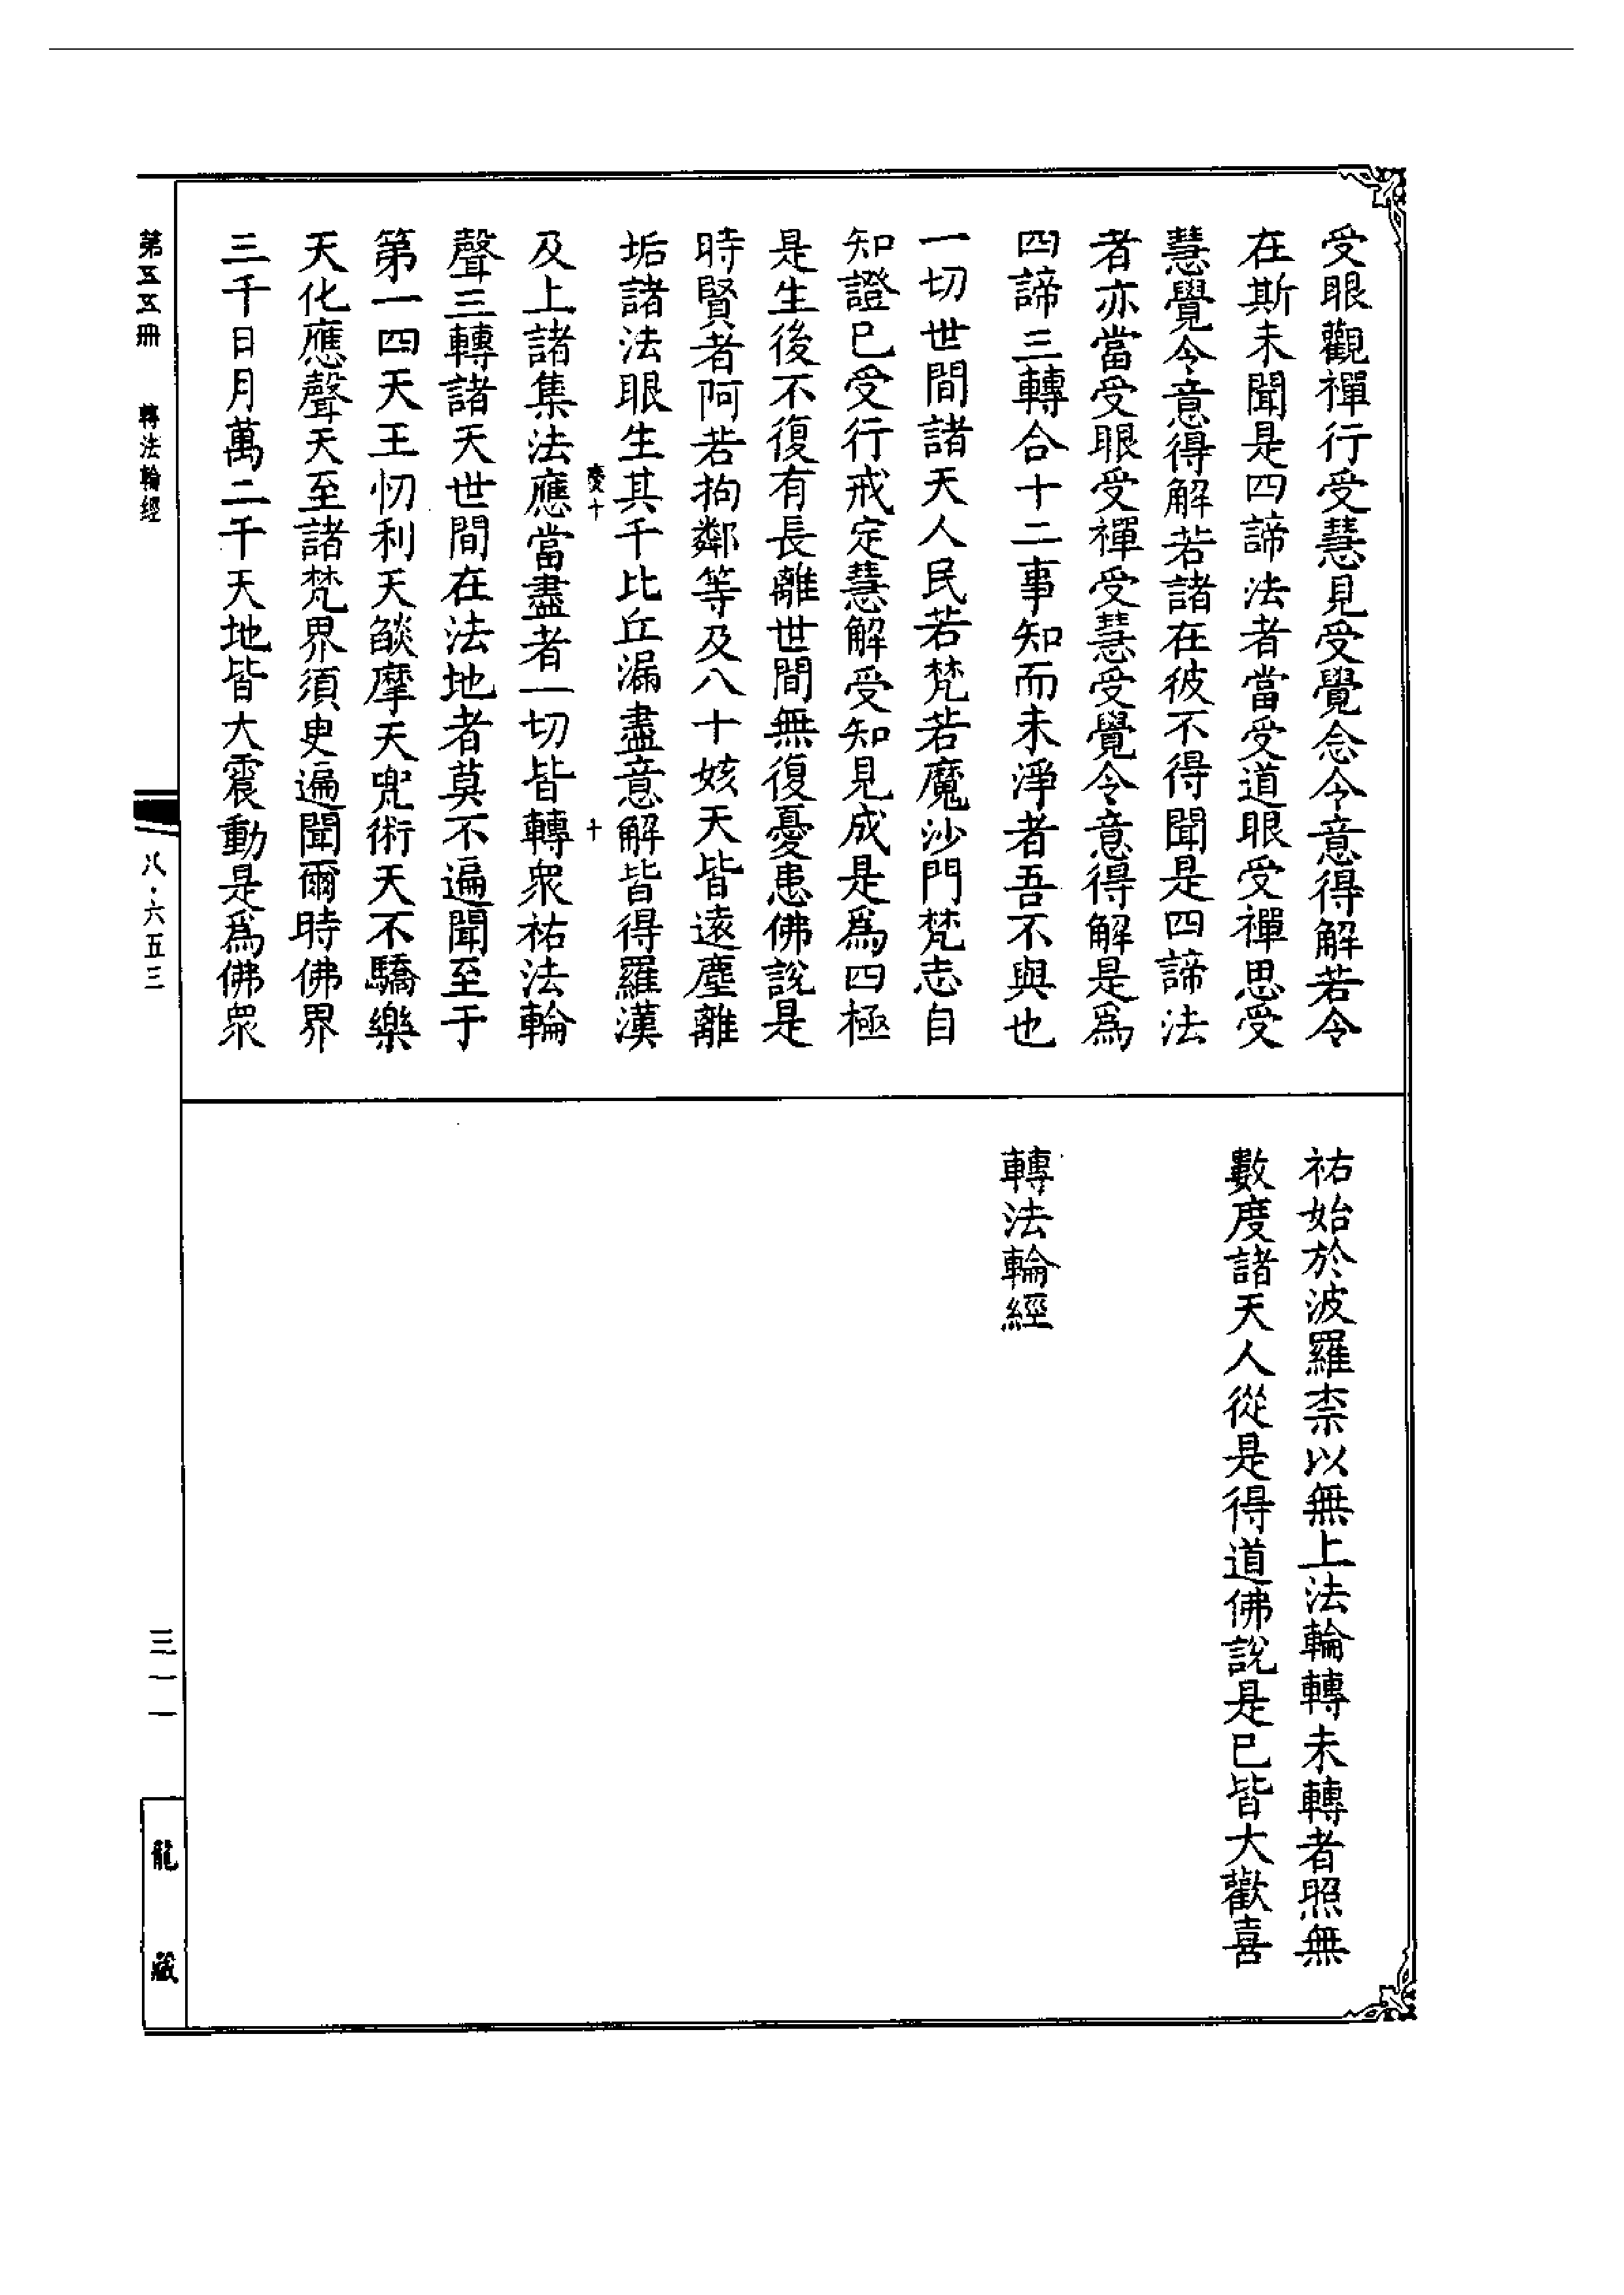 受眼觀禪行受慧見受覺念令意得解若令
在斯未聞是四諦法者當受道眼受禪思受
慧覺令意得解若諸在彼不得聞是四諦法
者亦當受眼受禪受慧受覺令意得解是為
四諦三轉合十二事知而未淨者吾不與也
一切世間諸天人民若梵若魔沙門梵志自
知證已受行戒定慧解受知見成是為四極
是生後不復有長離世間無復憂患佛說是
時賢者阿若拘鄰等及八十姟天皆遠塵離
垢諸法眼生其千比丘漏盡意解皆得羅漢
十
及上諸集法應當盡者一切皆轉眾祐法輪
聲三轉諸天世間在法地者莫不遍聞至于
第一四天王忉利天燄摩天兜術天不驕樂
天化應聲天至諸梵界須臾遍聞爾時佛界
三千日月萬二千天地皆大震動是為佛眾
祐始於波羅柰以無上法輪轉未轉者照無
數度諸天人從是得道佛說是已皆大歡喜
轉法輪經
第五五冊 轉法輪經
八·六五三
三一一
龍藏